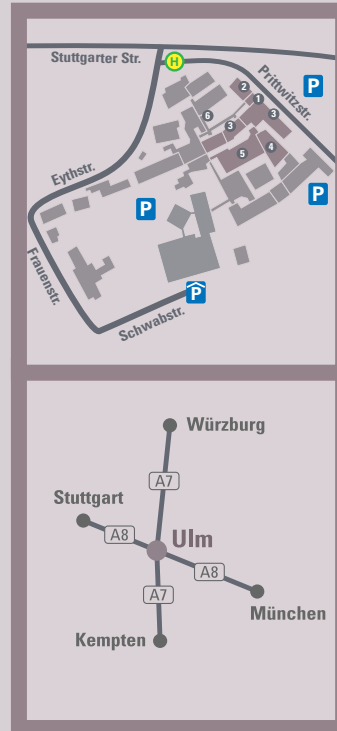 Stuttgarter Str.
H
Prittwitzstr.
P
2
1
3
6
3
4
5
Eythstr.
P
P
Frauenstr.
P
Schwabstr.
Würzburg
A7
Stuttgart
A8
Ulm
A8
A7
München
Kempten